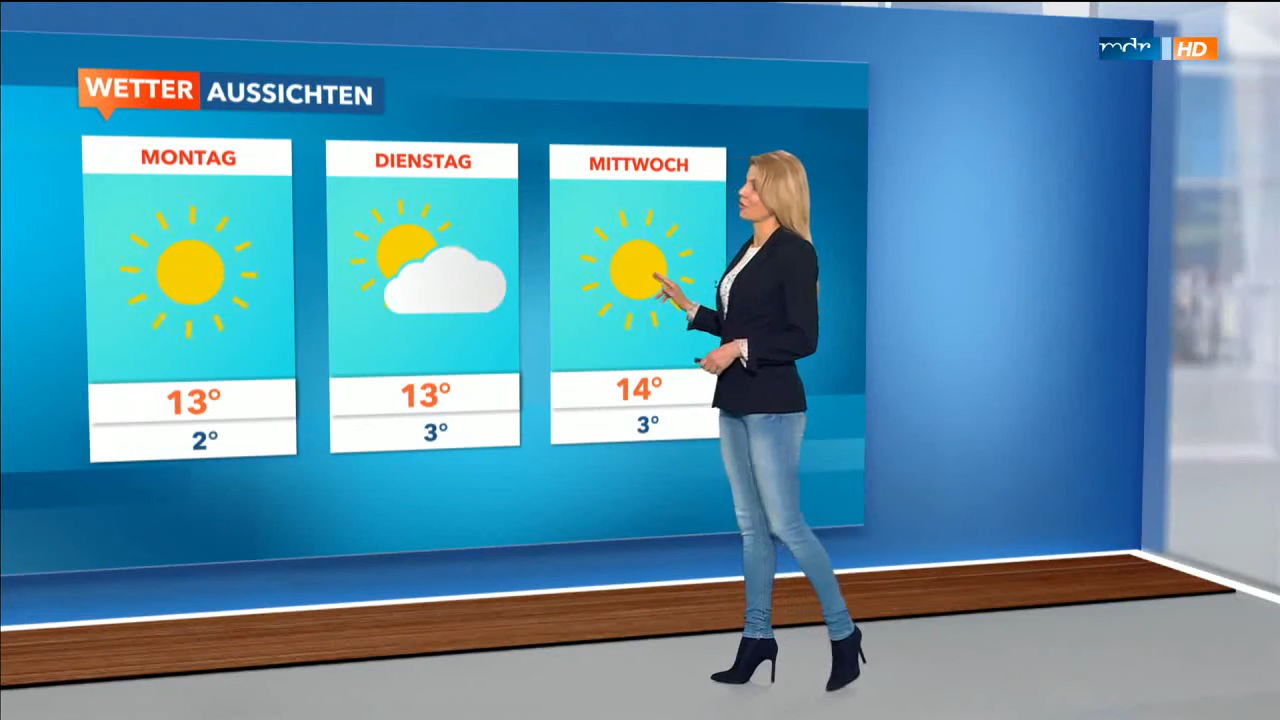 mdr HD
WETTER AUSSICHTEN
MONTAG
DIENSTAG
MITTWOCH
13°
13°
14°
2°
3°
3°